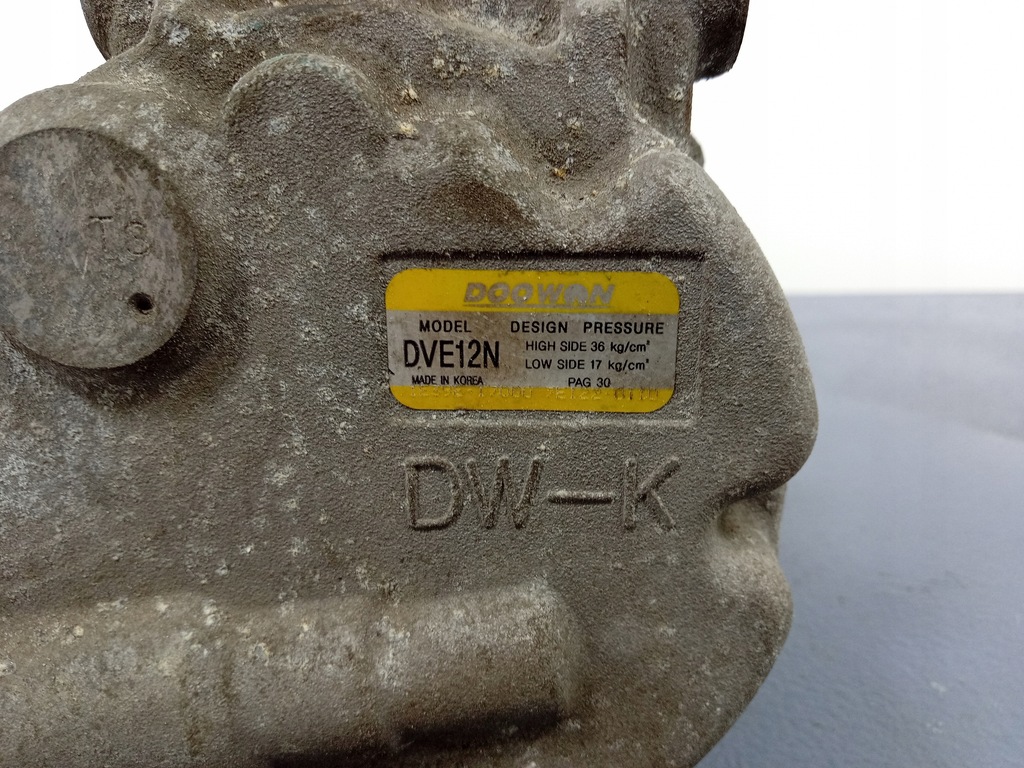 T8
DOOWON
MODEL DESIGN PRESSURE
DVE12N HIGH SIDE 36 kg/cm²
LOW SIDE 17 kg/cm²
MADE IN KOREA PAG 30
DW-K